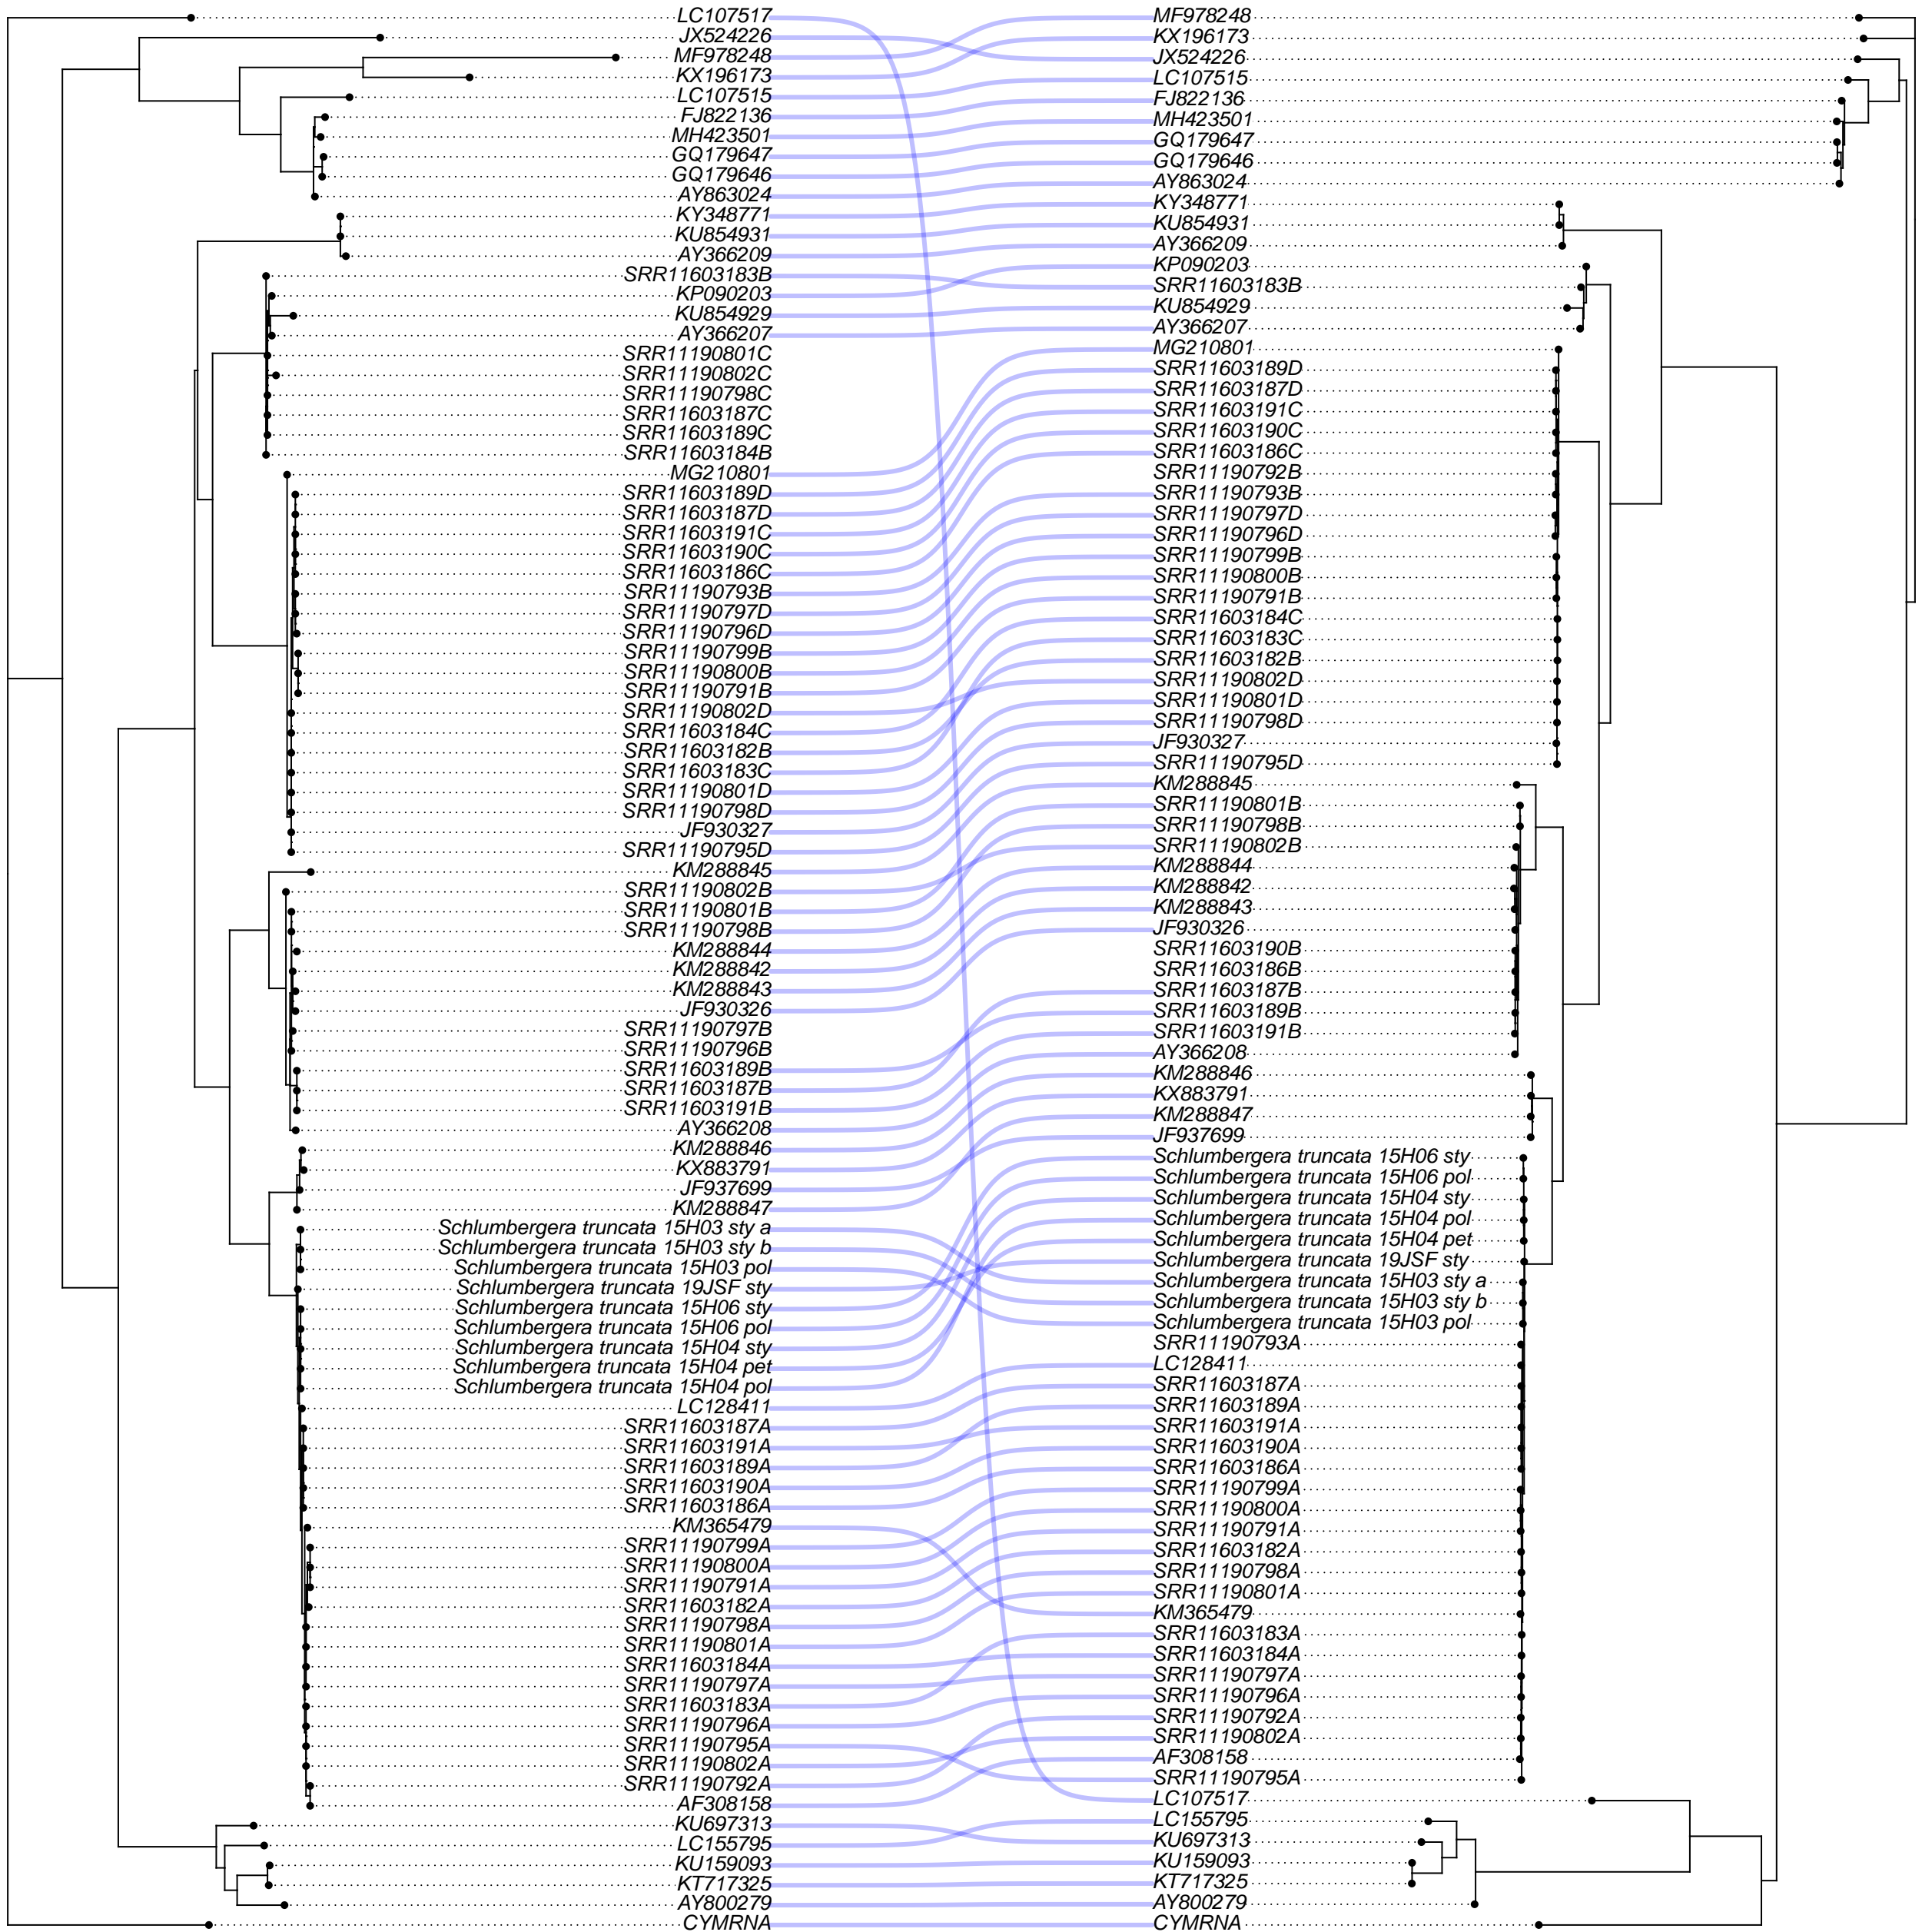 LC107517
JX524226
MF978248
KX196173
LC107515
FJ822136
MH423501
GQ179647
GQ179646
AY863024
KY348771
KU854931
AY366209
SRR11603183B
KP090203
KU854929
AY366207
SRR11190801C
SRR11190802C
SRR11190798C
SRR11603187C
SRR11603189C
SRR11603184B
MG210801
SRR11603189D
SRR11603187D
SRR11603191C
SRR11603190C
SRR11603186C
SRR11190793B
SRR11190797D
SRR11190796D
SRR11190799B
SRR11190800B
SRR11190791B
SRR11190802D
SRR11603184C
SRR11603182B
SRR11603183C
SRR11190801D
SRR11190798D
JF930327
SRR11190795D
KM288845
SRR11190802B
SRR11190801B
SRR11190798B
KM288844
KM288842
KM288843
JF930326
SRR11190797B
SRR11190796B
SRR11603189B
SRR11603187B
SRR11603191B
AY366208
KM288846
KX883791
JF937699
KM288847
Schlumbergera truncata 15H03 sty a
Schlumbergera truncata 15H03 sty b
Schlumbergera truncata 15H03 pol
Schlumbergera truncata 19JSF sty
Schlumbergera truncata 15H06 sty
Schlumbergera truncata 15H06 pol
Schlumbergera truncata 15H04 sty
Schlumbergera truncata 15H04 pet
Schlumbergera truncata 15H04 pol
LC128411
SRR11603187A
SRR11603191A
SRR11603189A
SRR11603190A
SRR11603186A
KM365479
SRR11190799A
SRR11190800A
SRR11190791A
SRR11603182A
SRR11190798A
SRR11190801A
SRR11603184A
SRR11190797A
SRR11603183A
SRR11190796A
SRR11190795A
SRR11190802A
SRR11190792A
AF308158
KU697313
LC155795
KU159093
KT717325
AY800279
CYMRNA
MF978248
KX196173
JX524226
LC107515
FJ822136
MH423501
GQ179647
GQ179646
AY863024
KY348771
KU854931
AY366209
KP090203
SRR11603183B
KU854929
AY366207
MG210801
SRR11603189D
SRR11603187D
SRR11603191C
SRR11603190C
SRR11603186C
SRR11190792B
SRR11190793B
SRR11190797D
SRR11190796D
SRR11190799B
SRR11190800B
SRR11190791B
SRR11603184C
SRR11603183C
SRR11603182B
SRR11190802D
SRR11190801D
SRR11190798D
JF930327
SRR11190795D
KM288845
SRR11190801B
SRR11190798B
SRR11190802B
KM288844
KM288842
KM288843
JF930326
SRR11603190B
SRR11603186B
SRR11603187B
SRR11603189B
SRR11603191B
AY366208
KM288846
KX883791
KM288847
JF937699
Schlumbergera truncata 15H06 sty
Schlumbergera truncata 15H06 pol
Schlumbergera truncata 15H04 sty
Schlumbergera truncata 15H04 pol
Schlumbergera truncata 15H04 pet
Schlumbergera truncata 19JSF sty
Schlumbergera truncata 15H03 sty a
Schlumbergera truncata 15H03 sty b
Schlumbergera truncata 15H03 pol
SRR11190793A
LC128411
SRR11603187A
SRR11603189A
SRR11603191A
SRR11603190A
SRR11603186A
SRR11190799A
SRR11190800A
SRR11190791A
SRR11603182A
SRR11190798A
SRR11190801A
KM365479
SRR11603183A
SRR11603184A
SRR11190797A
SRR11190796A
SRR11190792A
SRR11190802A
AF308158
SRR11190795A
LC107517
LC155795
KU697313
KU159093
KT717325
AY800279
CYMRNA